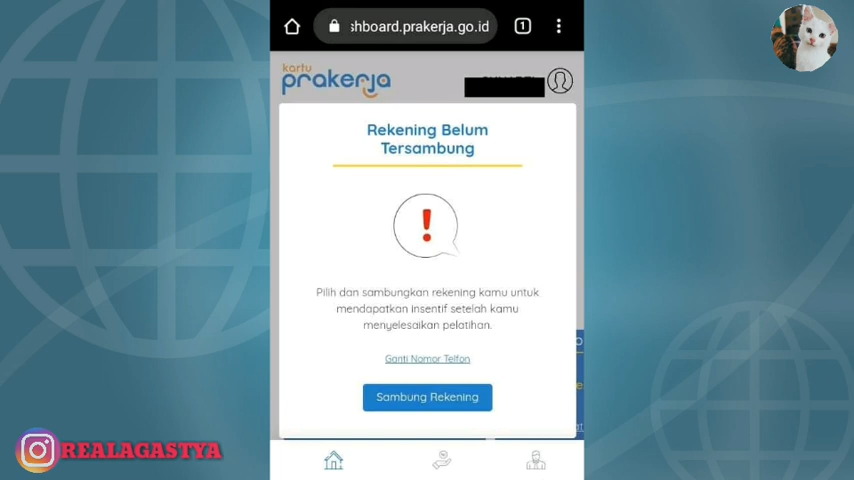 shboard.prakerja.go.id
1
kartu
prakerja
Rekening Belum
Tersambung
!
Pilih dan sambungkan rekening kamu untuk
mendapatkan insentif setelah kamu
menyelesaikan pelatihan.
Ganti Nomor Telfon
Sambung Rekening
REALAGASTYA